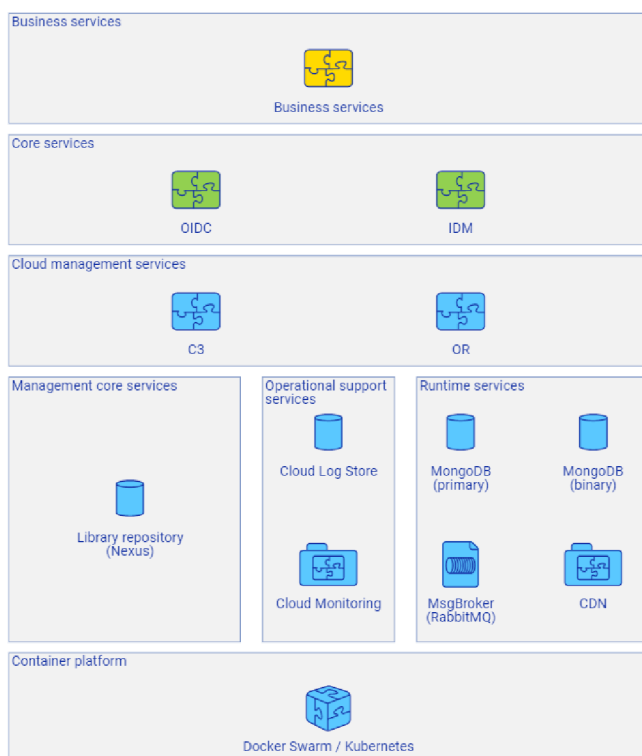 Business services
Business services
Core services
OIDC
IDM
Cloud management services
C3
OR
Management core services
Library repository
(Nexus)
Operational support
services
Cloud Log Store
Cloud Monitoring
Runtime services
MongoDB
(primary)
MongoDB
(binary)
MsgBroker
(RabbitMQ)
CDN
Container platform
Docker Swarm / Kubernetes